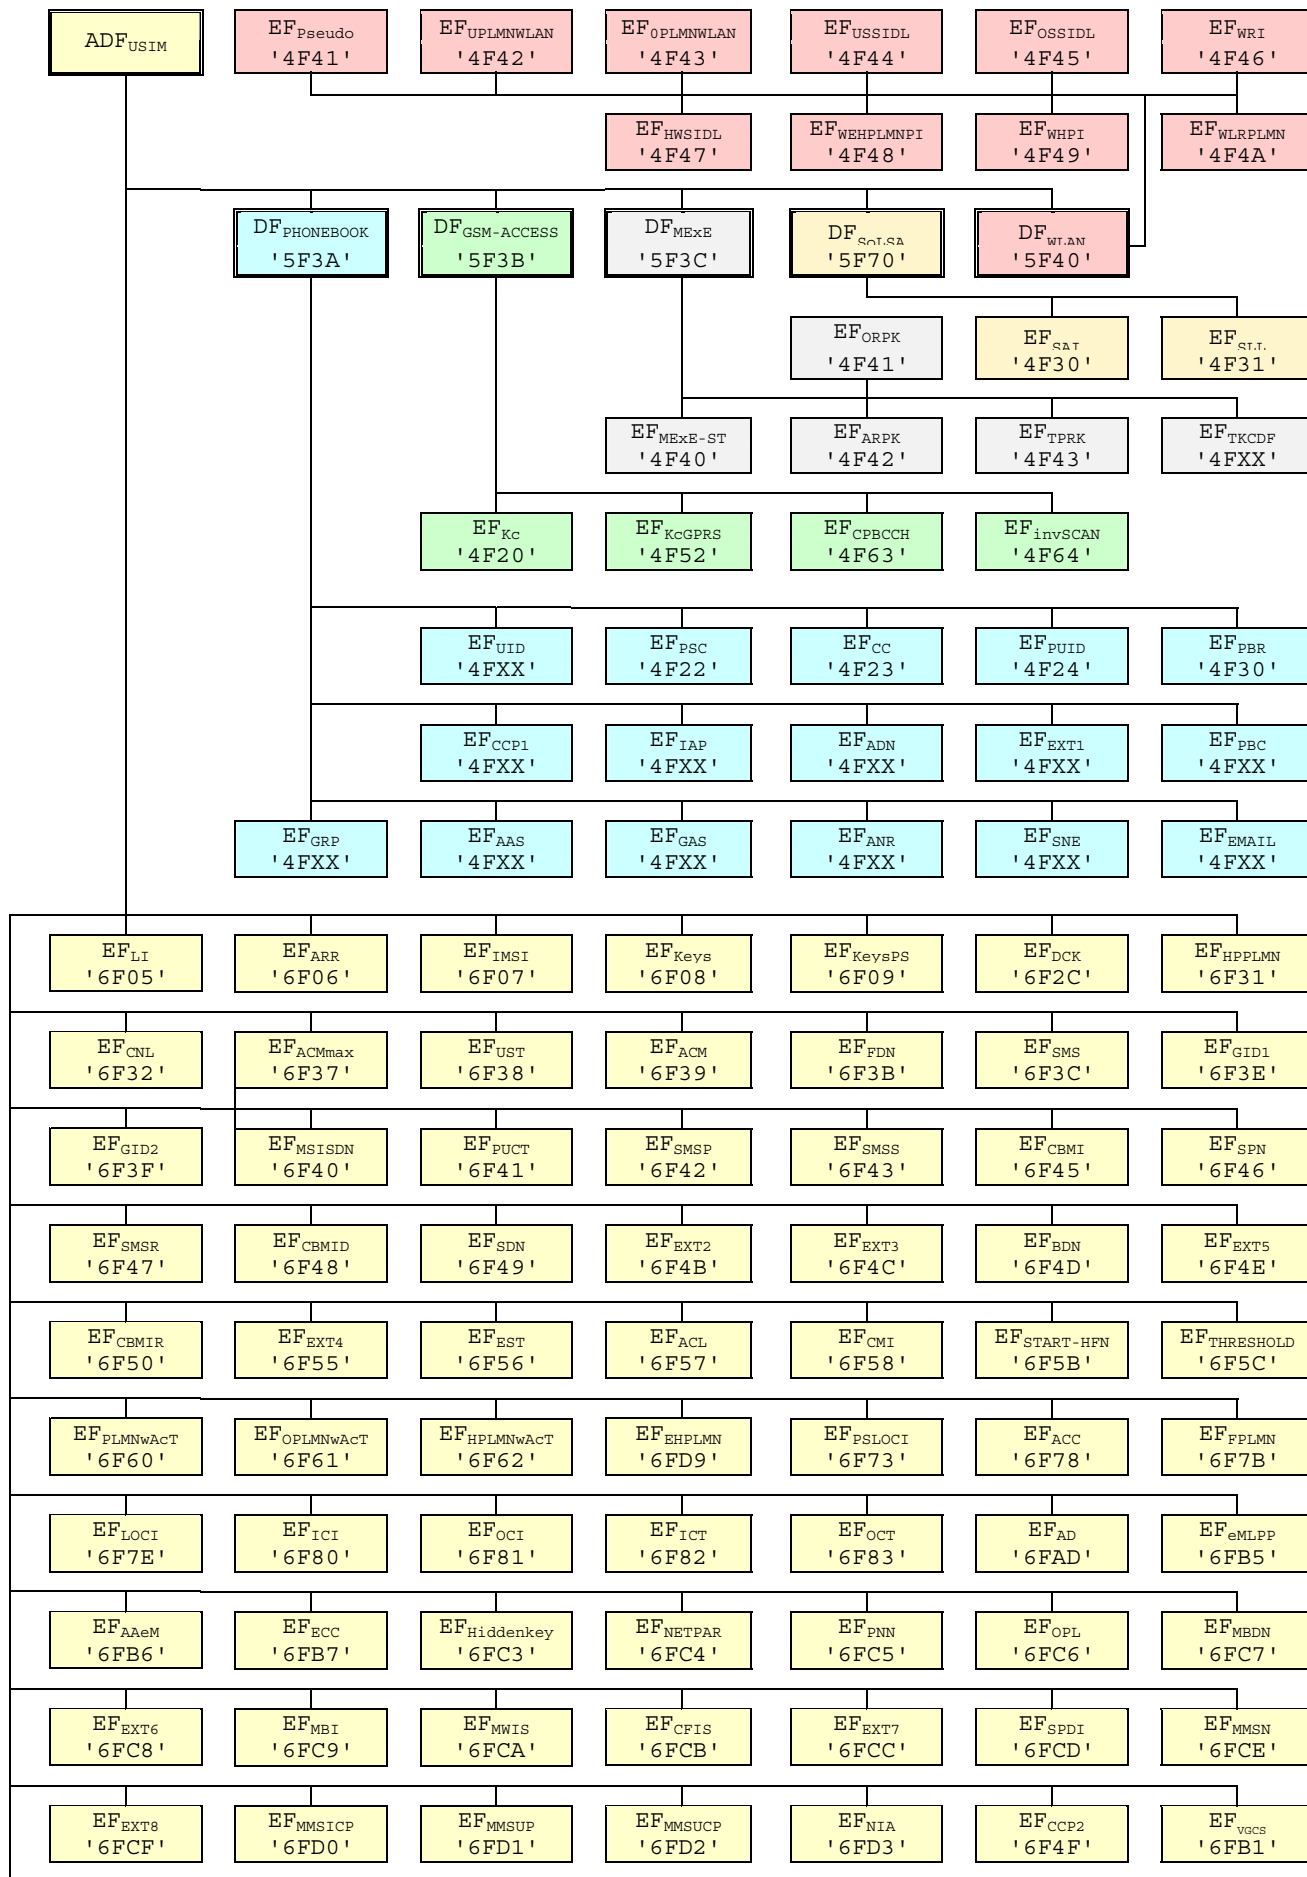 ADFUSIM
EFPseudo EFUPLMNWLAN EF0PLMNWLAN EFUSSIDL EFOSSIDL EFWRI
'4F41' '4F42' '4F43' '4F44' '4F45' '4F46'
EFHWSIDL EFWEHPLMNPI EFWHPI EFWLRPLMN
'4F47' '4F48' '4F49' '4F4A'
DFPHONEBOOK DFGSM-ACCESS DFMExE DFSoLSA DFWLAN
'5F3A' '5F3B' '5F3C' '5F70' '5F40'
EFORPK EFSAI EFSLL
'4F41' '4F30' '4F31'
EFMExE-ST EFARPK EFTPRK EFTKCDF
'4F40' '4F42' '4F43' '4FXX'
EFKc EFKcGPRS EFCPBCCH EFinvSCAN
'4F20' '4F52' '4F63' '4F64'
EFUID EFPSC EFCC EFPUID EFPBR
'4FXX' '4F22' '4F23' '4F24' '4F30'
EFCCP1 EFIAP EFADN EFEXT1 EFPBC
'4FXX' '4FXX' '4FXX' '4FXX' '4FXX'
EFGRP EFAAS EFGAS EFANR EFSNE EFEMAIL
'4FXX' '4FXX' '4FXX' '4FXX' '4FXX' '4FXX'
EFLI EFARR EFIMSI EFKeys EFKeysPS EFDCK EFHPPLMN
'6F05' '6F06' '6F07' '6F08' '6F09' '6F2C' '6F31'
EFCNL EFACMmax EFUST EFACM EFFDN EFSMS EFGID1
'6F32' '6F37' '6F38' '6F39' '6F3B' '6F3C' '6F3E'
EFGID2 EFMSISDN EFPUCT EFSMSP EFSMSS EFCBMI EFSPN
'6F3F' '6F40' '6F41' '6F42' '6F43' '6F45' '6F46'
EFSMSR EFCBMID EFSDN EFEXT2 EFEXT3 EFBDN EFEXT5
'6F47' '6F48' '6F49' '6F4B' '6F4C' '6F4D' '6F4E'
EFCBMIR EFEXT4 EFEST EFACL EFCMI EFSTART-HFN EFTHRESHOLD
'6F50' '6F55' '6F56' '6F57' '6F58' '6F5B' '6F5C'
EFPLMNwAcT EFOPLMNwAcT EFHPLMNwAcT EFEHPLMN EFPSLOCI EFACC EFFPLMN
'6F60' '6F61' '6F62' '6FD9' '6F73' '6F78' '6F7B'
EFLOCI EFICI EFOCI EFICT EFOCT EFAD EFeMLPP
'6F7E' '6F80' '6F81' '6F82' '6F83' '6FAD' '6FB5'
EFAAeM EFECC EFHiddenkey EFNETPAR EFPNN EFOPL EFMBDN
'6FB6' '6FB7' '6FC3' '6FC4' '6FC5' '6FC6' '6FC7'
EFEXT6 EFMBI EFMWIS EFCFIS EFEXT7 EFSPDI EFMMSN
'6FC8' '6FC9' '6FCA' '6FCB' '6FCC' '6FCD' '6FCE'
EFEXT8 EFMMSICP EFMMSUP EFMMSUCP EFNIA EFCCP2 EFVGCS
'6FCF' '6FD0' '6FD1' '6FD2' '6FD3' '6F4F' '6FB1'